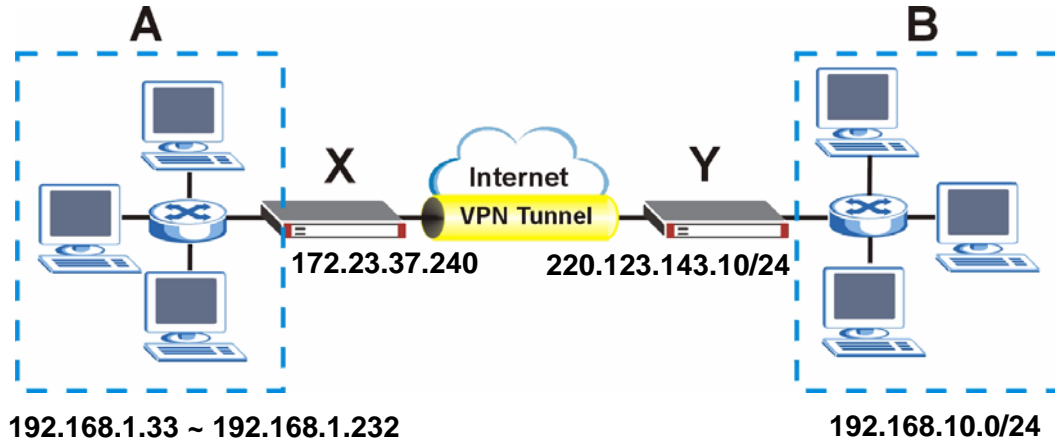 A
B
X
Y
Internet
VPN Tunnel
172.23.37.240
220.123.143.10/24
192.168.1.33 ~ 192.168.1.232
192.168.10.0/24